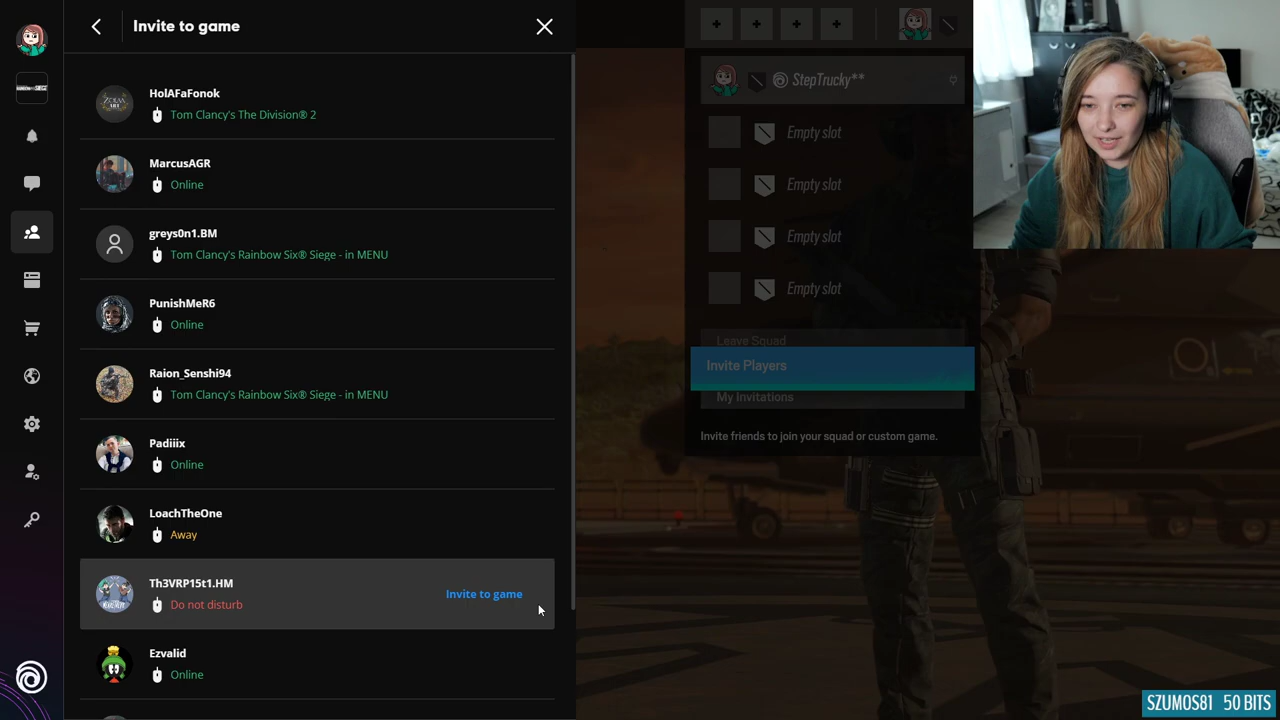 Invite to game
HolAFaFonok
Tom Clancy's The Division® 2
MarcusAGR
Online
greys0n1.BM
Tom Clancy's Rainbow Six® Siege - in MENU
PunishMeR6
Online
Raion_Senshi94
Tom Clancy's Rainbow Six® Siege - in MENU
Padiiix
Online
LoachTheOne
Away
Th3VRP15t1.HM
Do not disturb
Invite to game
Ezvalid
Online
StepTrucky**
Empty slot
Empty slot
Empty slot
Empty slot
Leave Squad
Invite Players
My Invitations
Invite friends to join your squad or custom game.
SZUMOS81 50 BITS